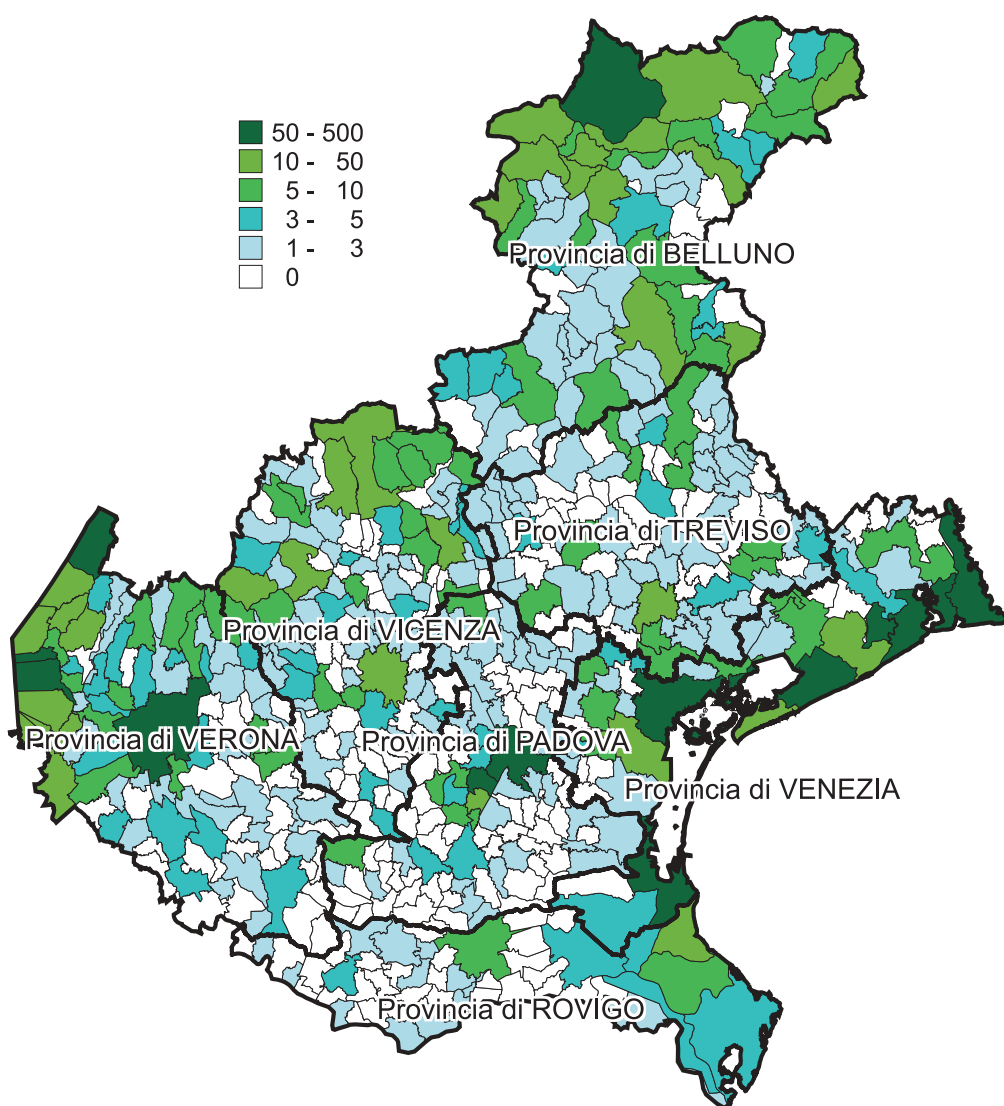 50 - 500
10 - 50
5 - 10
3 - 5
1 - 3
0
Provincia di BELLUNO
Provincia di TREVISO
Provincia di VICENZA
Provincia di VERONA
Provincia di PADOVA
Provincia di VENEZIA
Provincia di ROVIGO